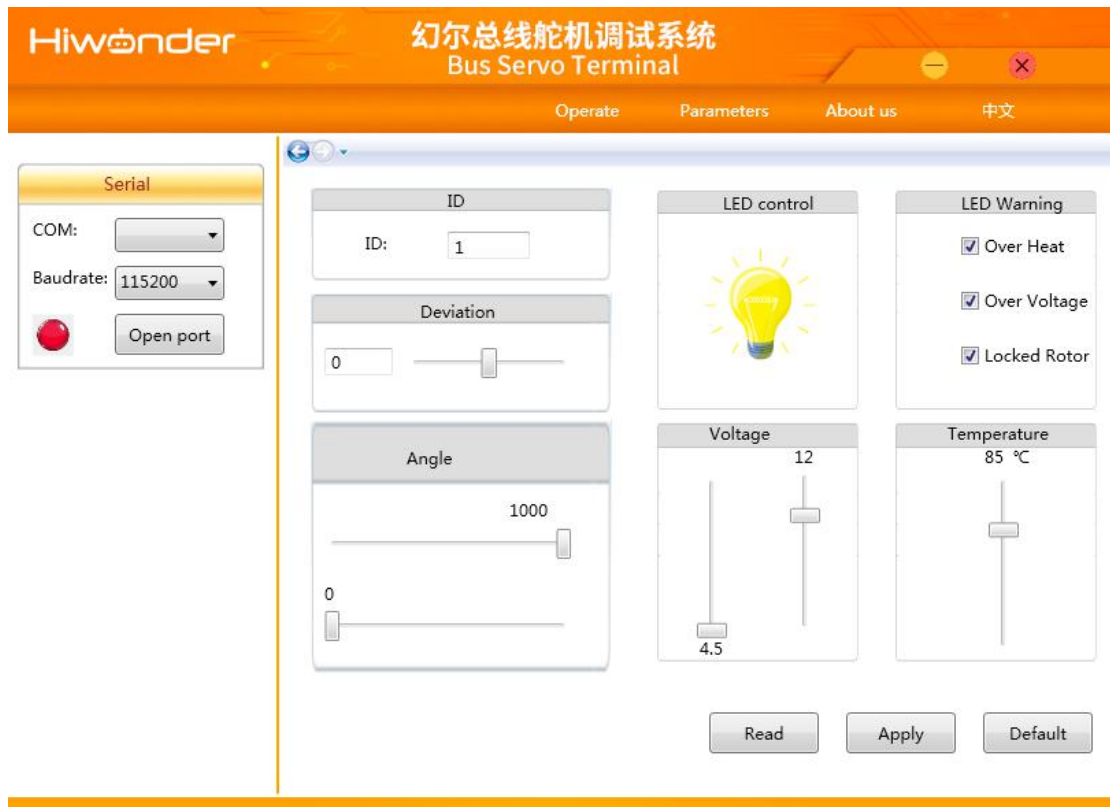 Hiwonder
幻尔总线舵机调试系统
Bus Servo Terminal
Operate Parameters About us 中文
Serial
COM:
Baudrate: 115200
Open port
ID
ID: 1
Deviation
0
Angle
1000
0
LED control
LED Warning
Over Heat
Over Voltage
Locked Rotor
Voltage
12
4.5
Temperature
85 ℃
Read Apply Default